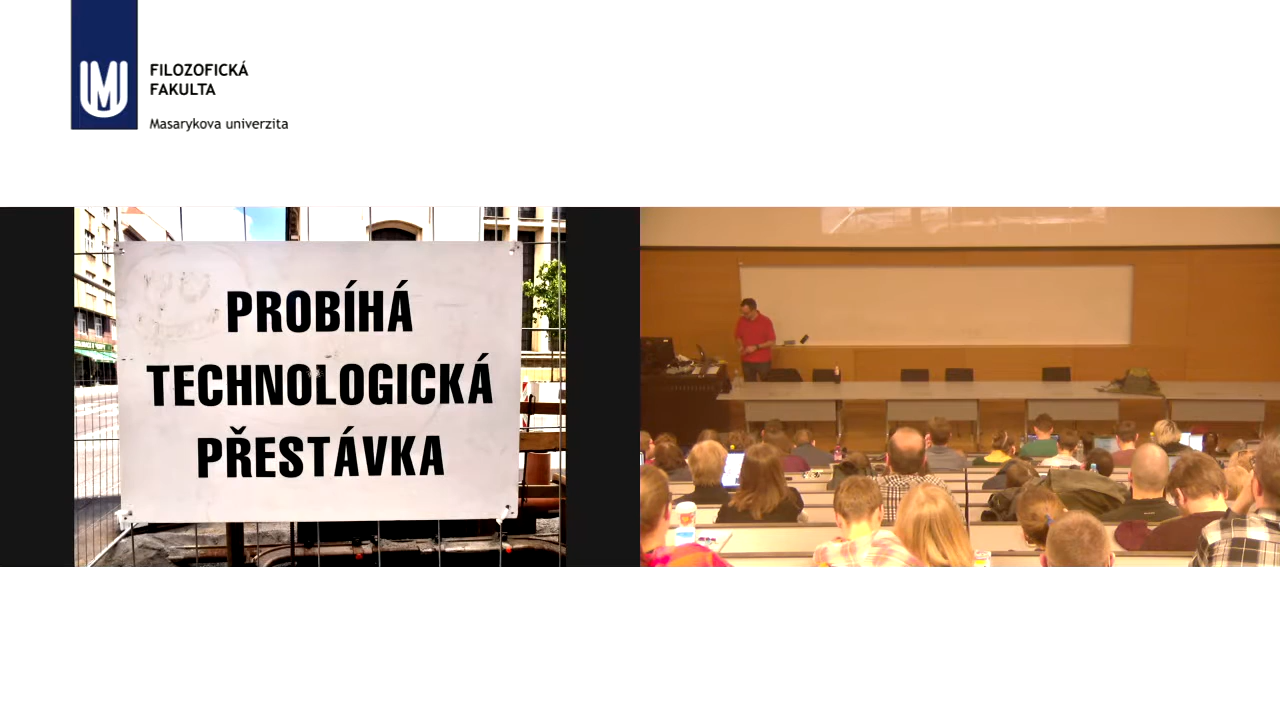 FILOZOFICKÁ
FAKULTA
Masarykova univerzita
PROBÍHÁ
TECHNOLOGICKÁ
PŘESTÁVKA